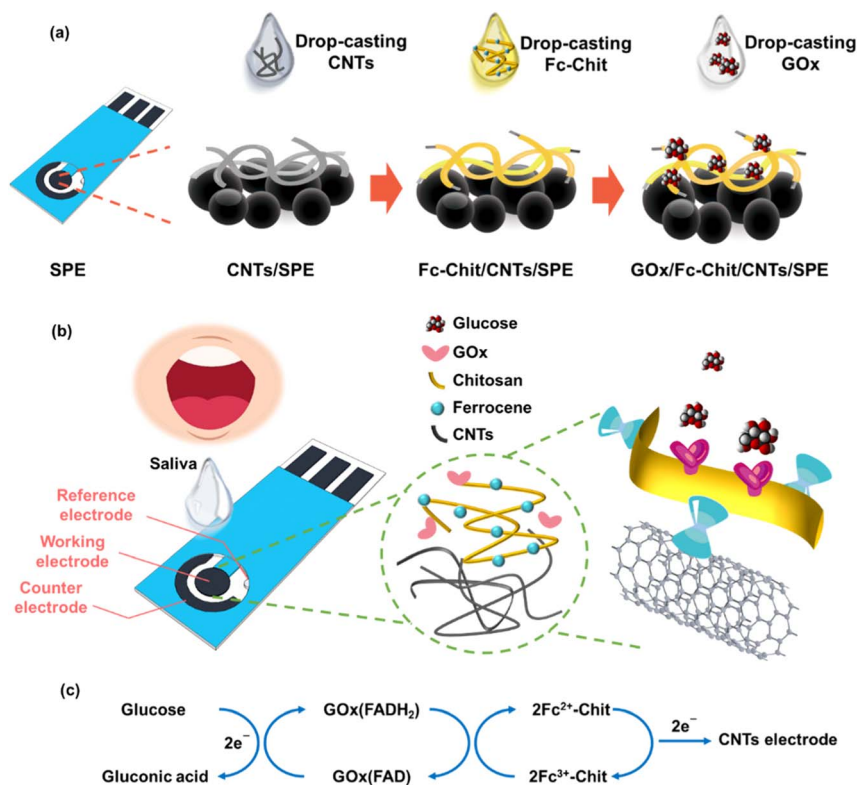 (a)
Drop-casting
CNTs
Drop-casting
Fc-Chit
Drop-casting
GOx
SPE
CNTs/SPE
Fc-Chit/CNTs/SPE
GOx/Fc-Chit/CNTs/SPE
(b)
Glucose
GOx
Chitosan
Ferrocene
CNTs
Saliva
Reference
electrode
Working
electrode
Counter
electrode
(c)
Glucose
2e⁻
Gluconic acid
GOx(FADH₂)
GOx(FAD)
2Fc²⁺-Chit
2Fc³⁺-Chit
2e⁻
CNTs electrode